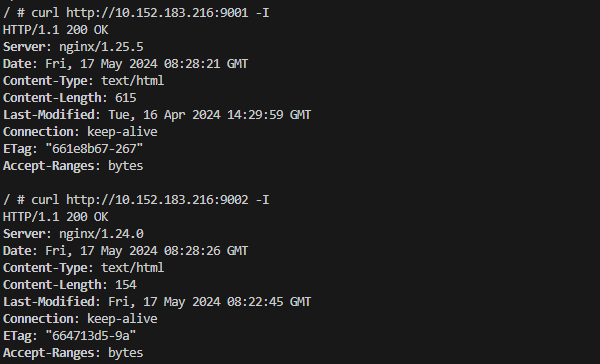 / # curl http://10.152.183.216:9001 -I
HTTP/1.1 200 OK
Server: nginx/1.25.5
Date: Fri, 17 May 2024 08:28:21 GMT
Content-Type: text/html
Content-Length: 615
Last-Modified: Tue, 16 Apr 2024 14:29:59 GMT
Connection: keep-alive
ETag: "661e8b67-267"
Accept-Ranges: bytes

/ # curl http://10.152.183.216:9002 -I
HTTP/1.1 200 OK
Server: nginx/1.24.0
Date: Fri, 17 May 2024 08:28:26 GMT
Content-Type: text/html
Content-Length: 154
Last-Modified: Fri, 17 May 2024 08:22:45 GMT
Connection: keep-alive
ETag: "664713d5-9a"
Accept-Ranges: bytes